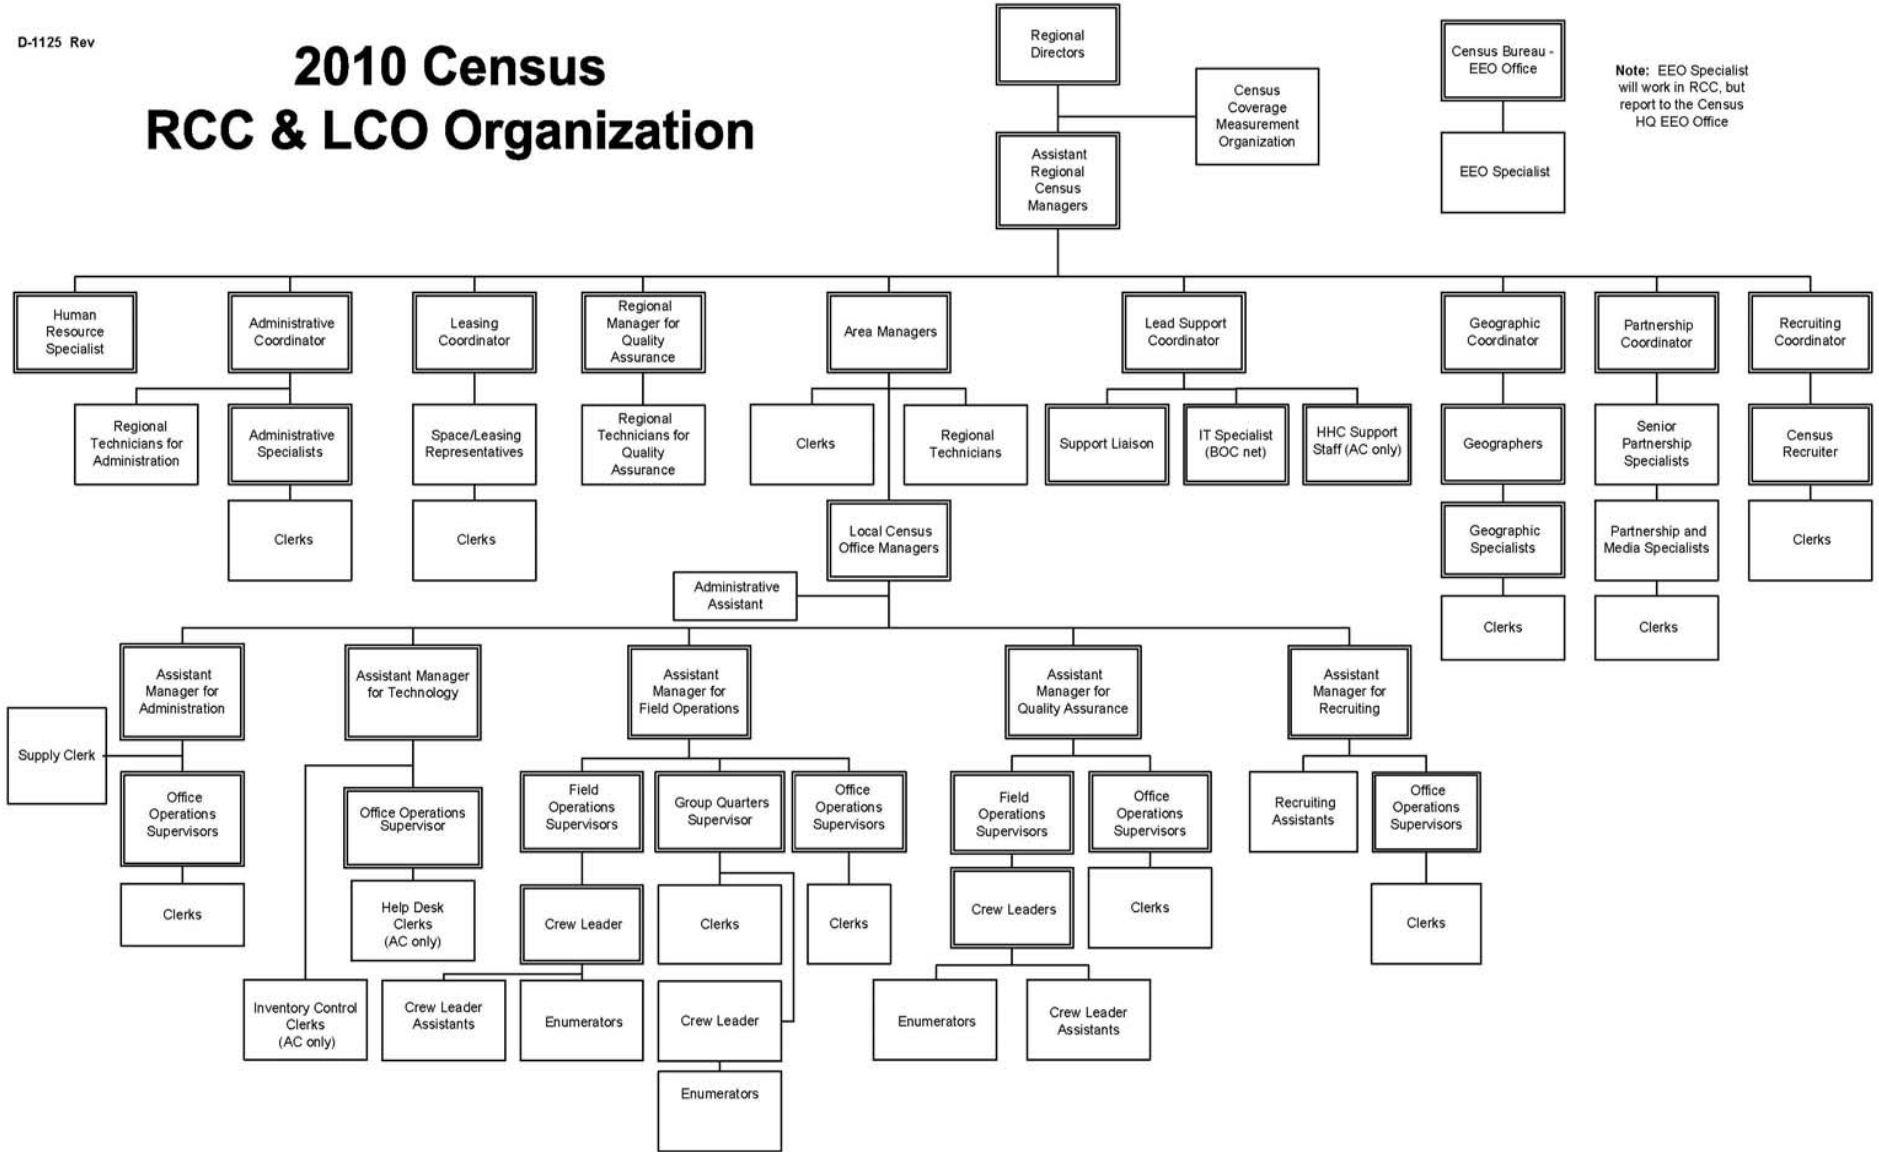 D-1125 Rev
2010 Census
RCC & LCO Organization
Regional
Directors
Census
Coverage
Measurement
Organization
Assistant
Regional
Census
Managers
Census Bureau -
EEO Office
EEO Specialist
Note: EEO Specialist
will work in RCC, but
report to the Census
HQ EEO Office
Human
Resource
Specialist
Administrative
Coordinator
Leasing
Coordinator
Regional
Manager for
Quality
Assurance
Area Managers
Lead Support
Coordinator
Geographic
Coordinator
Partnership
Coordinator
Recruiting
Coordinator
Regional
Technicians for
Administration
Administrative
Specialists
Space/Leasing
Representatives
Regional
Technicians for
Quality
Assurance
Clerks
Regional
Technicians
Support Liaison
IT Specialist
(BOC net)
HHC Support
Staff (AC only)
Geographers
Senior
Partnership
Specialists
Census
Recruiter
Clerks
Clerks
Local Census
Office Managers
Geographic
Specialists
Partnership and
Media Specialists
Clerks
Administrative
Assistant
Clerks
Clerks
Assistant
Manager for
Administration
Assistant Manager
for Technology
Assistant
Manager for
Field Operations
Assistant
Manager for
Quality Assurance
Assistant
Manager for
Recruiting
Supply Clerk
Office
Operations
Supervisors
Office Operations
Supervisor
Field
Operations
Supervisors
Group Quarters
Supervisor
Office
Operations
Supervisors
Field
Operations
Supervisors
Office
Operations
Supervisors
Recruiting
Assistants
Office
Operations
Supervisors
Clerks
Help Desk
Clerks
(AC only)
Crew Leader
Clerks
Clerks
Crew Leaders
Clerks
Clerks
Inventory Control
Clerks
(AC only)
Crew Leader
Assistants
Enumerators
Crew Leader
Enumerators
Crew Leader
Assistants
Enumerators